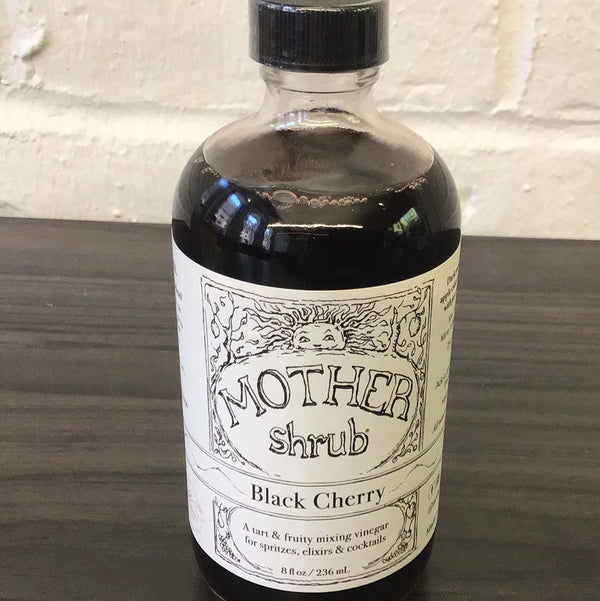 MOTHER
shrub
Black Cherry
A tart & fruity mixing vinegar
for spritzes, elixirs & cocktails
8 fl oz / 236 mL